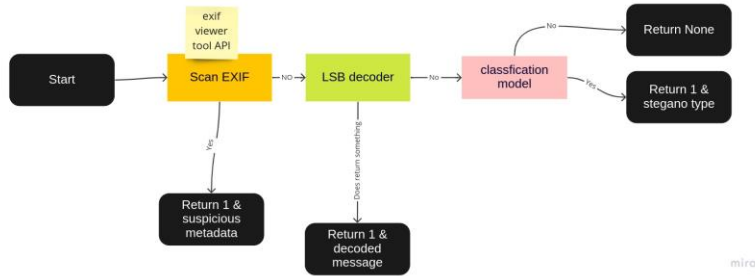 exif
viewer
tool API
Start
Scan EXIF
NO
LSB decoder
No
classfication
model
No
Return None
Yes
Return 1 &
stegano type
Yes
Return 1 &
suspicious
metadata
Does return something
Return 1 &
decoded
message
miro